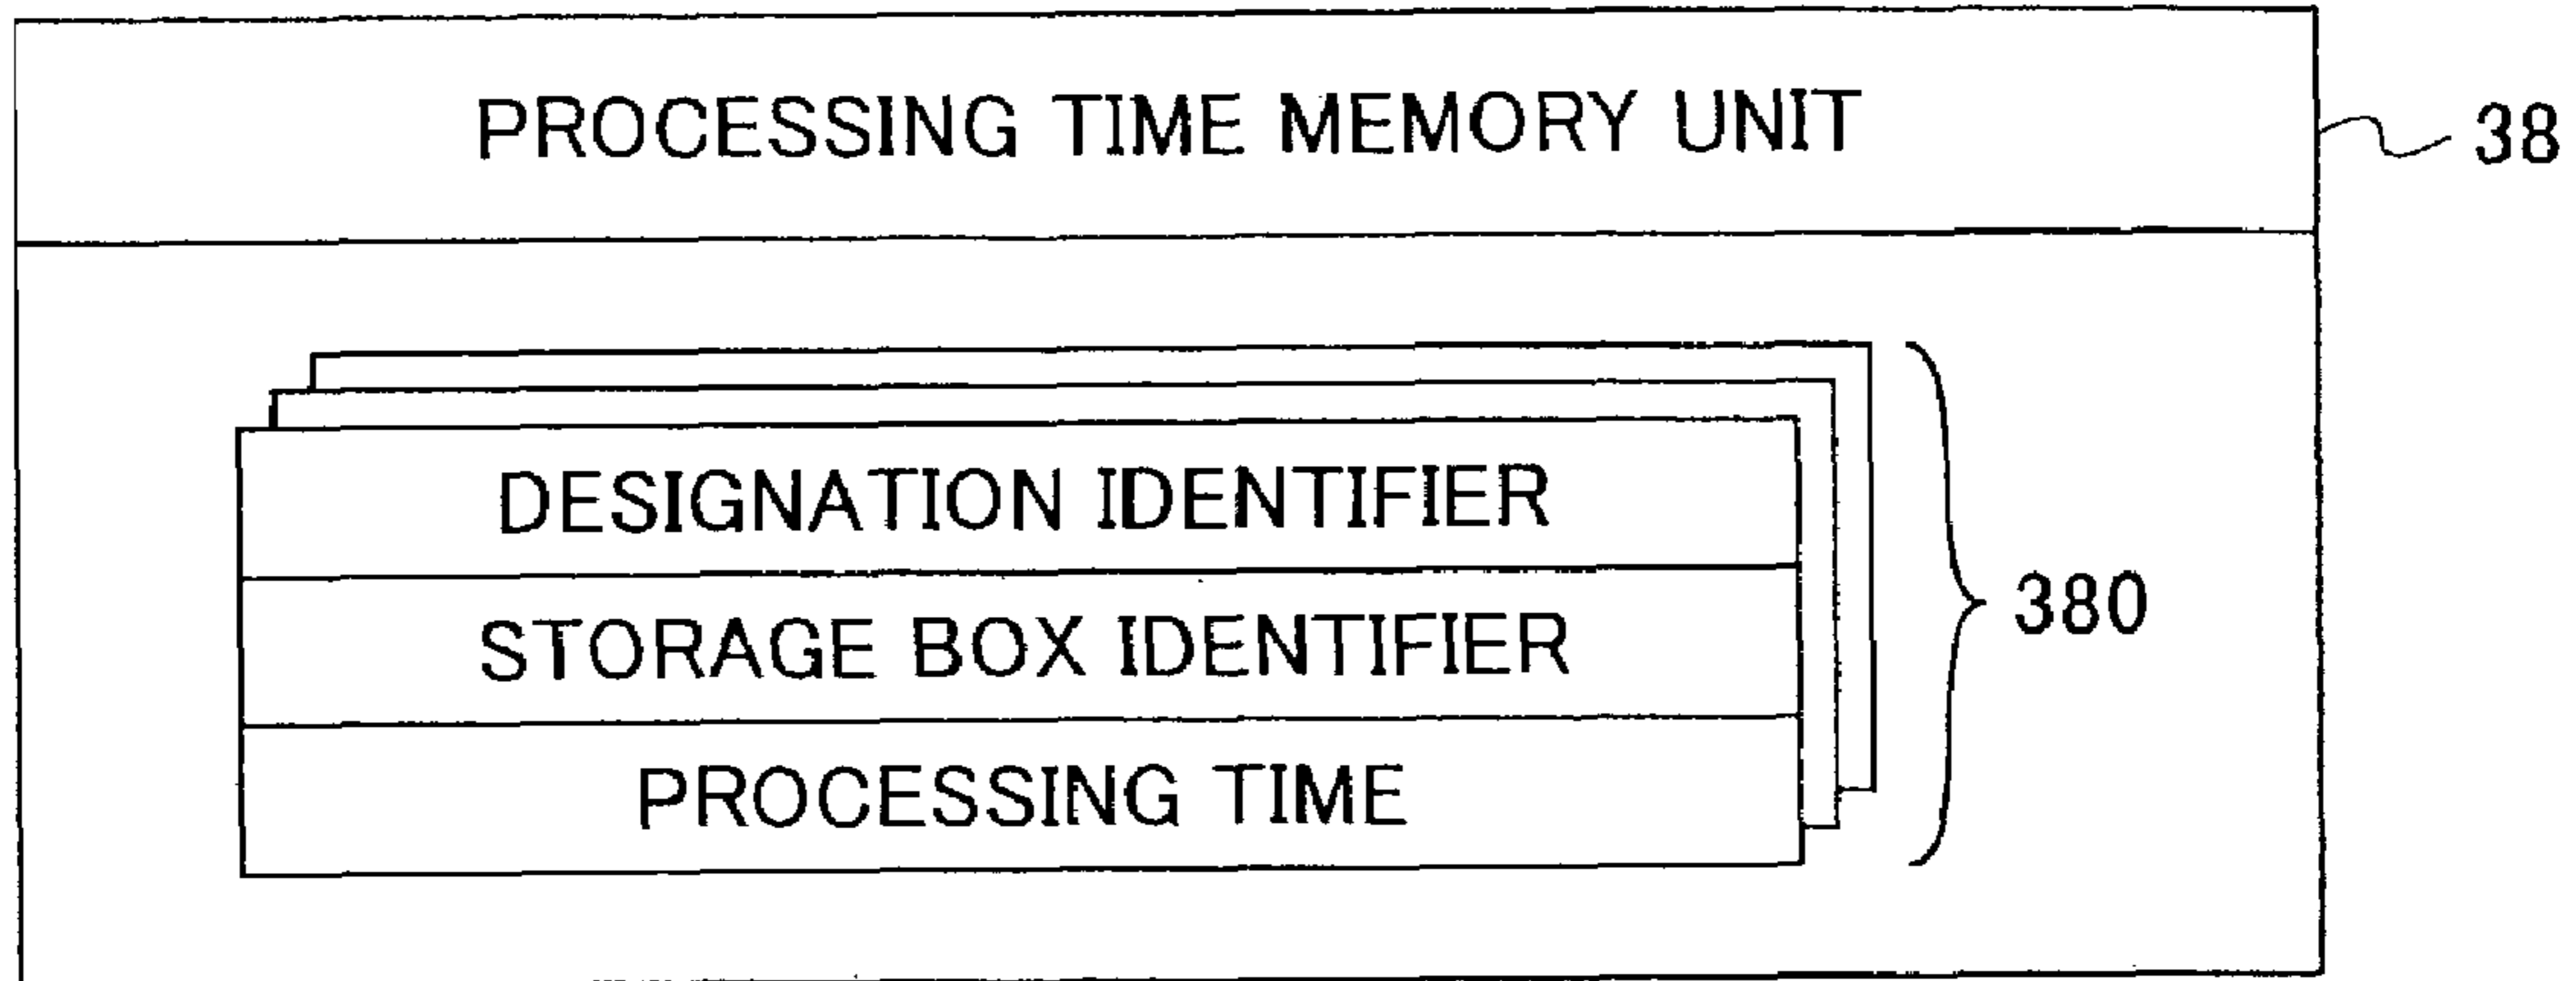 PROCESSING TIME MEMORY UNIT
38
DESIGNATION IDENTIFIER
STORAGE BOX IDENTIFIER
380
PROCESSING TIME